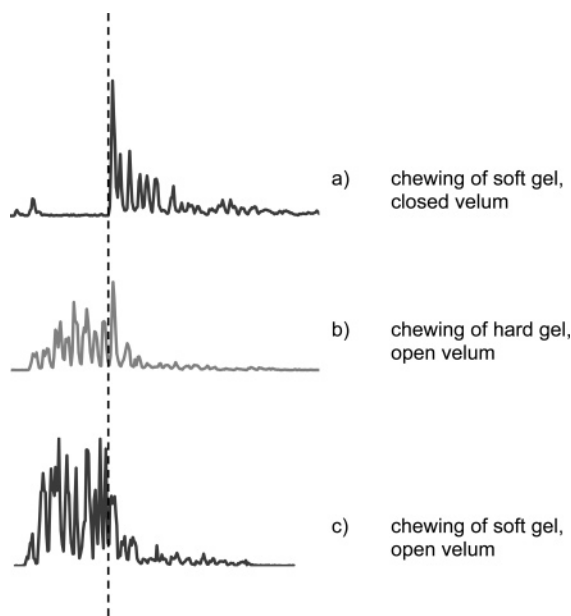 a) chewing of soft gel,
closed velum
b) chewing of hard gel,
open velum
c) chewing of soft gel,
open velum